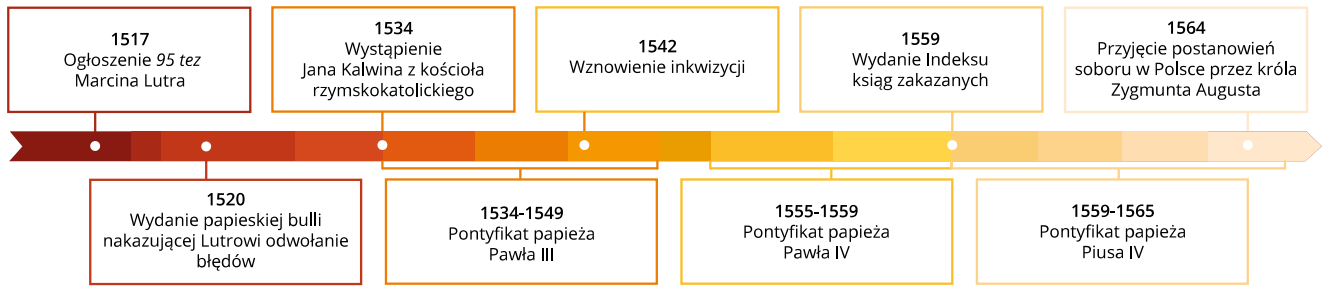 1517
Ogłoszenie 95 tez
Marcina Lutra
1534
Wystąpienie
Jana Kalwina z kościoła
rzymskokatolickiego
1542
Wznowienie inkwizycji
1559
Wydanie Indeksu
ksiąg zakazanych
1564
Przyjęcie postanowień
soboru w Polsce przez króla
Zygmunta Augusta
1520
Wydanie papieskiej bulli
nakazującej Lutrowi odwołanie
błędów
1534-1549
Pontyfikat papieża
Pawła III
1555-1559
Pontyfikat papieża
Pawła IV
1559-1565
Pontyfikat papieża
Piusa IV